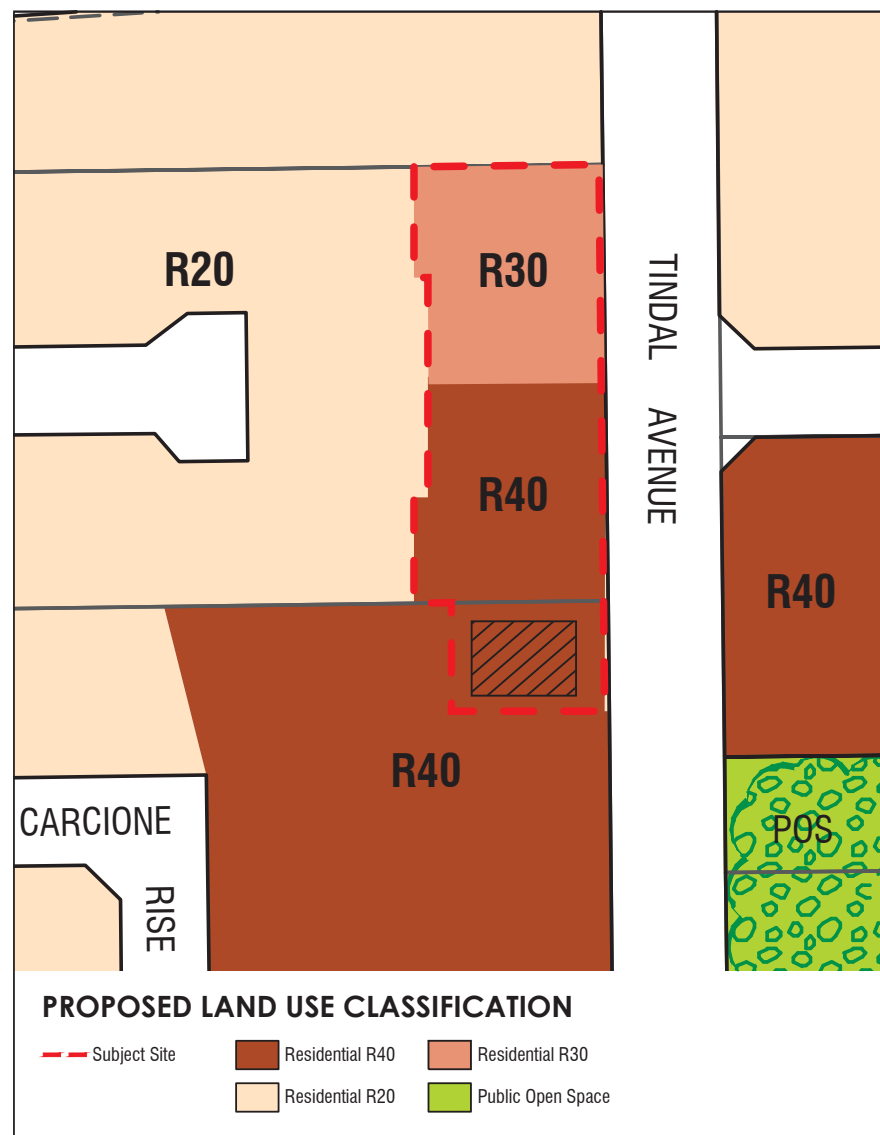 R20
R30
TINDAL AVENUE
R40
R40
R40
CARCIONE
RISE
POS
PROPOSED LAND USE CLASSIFICATION
Subject Site
Residential R40
Residential R30
Residential R20
Public Open Space